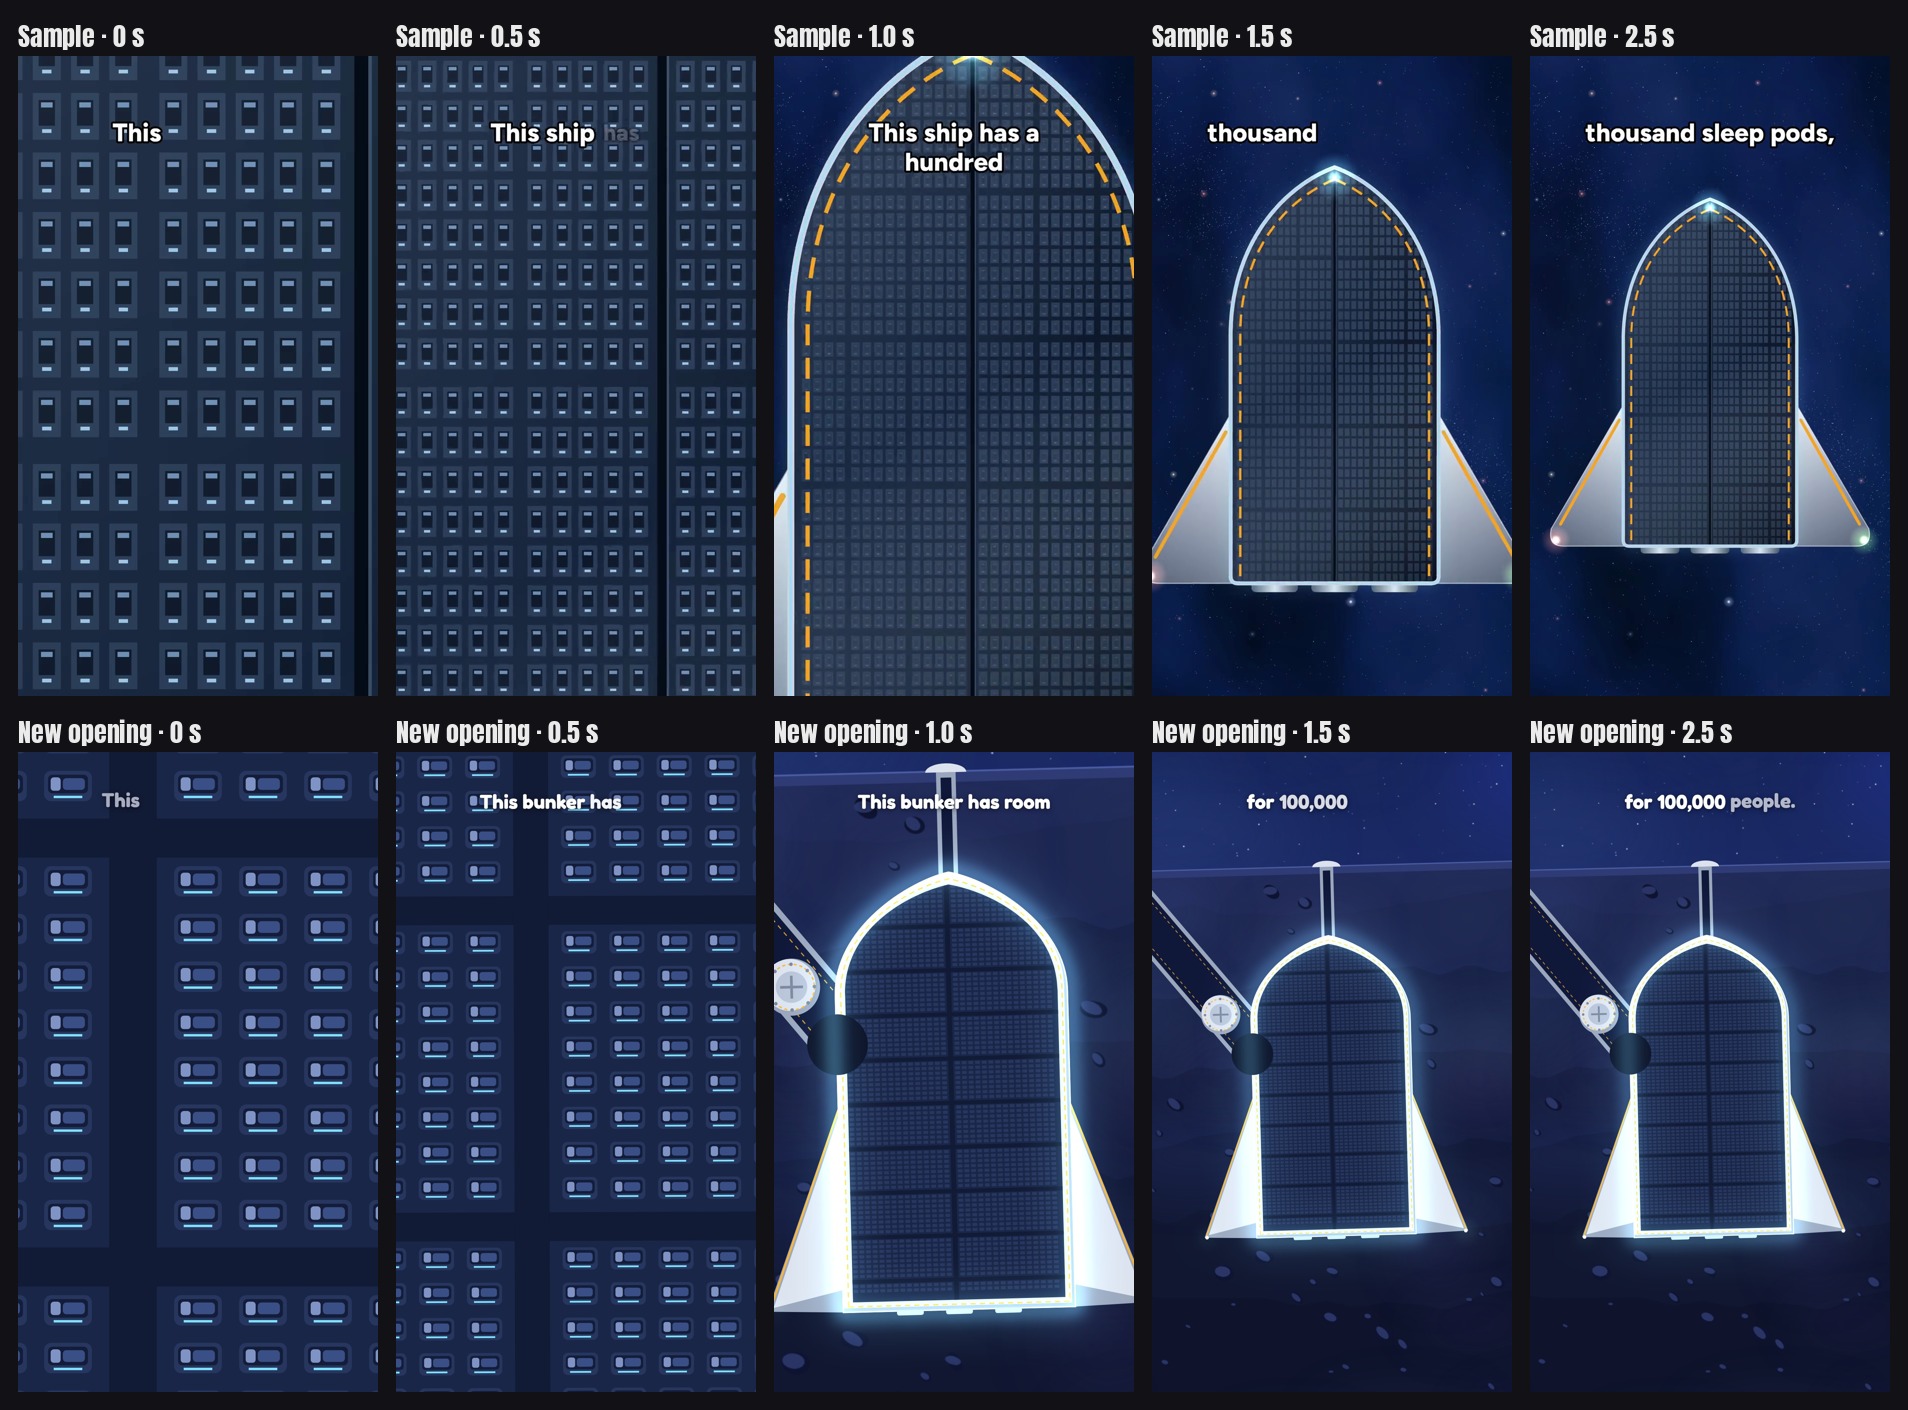 Sample · 0 s
Sample · 0.5 s
Sample · 1.0 s
Sample · 1.5 s
Sample · 2.5 s
This
This ship has
This ship has a
hundred
thousand
thousand sleep pods,
New opening · 0 s
New opening · 0.5 s
New opening · 1.0 s
New opening · 1.5 s
New opening · 2.5 s
This
This bunker has
This bunker has room
for 100,000
for 100,000 people.